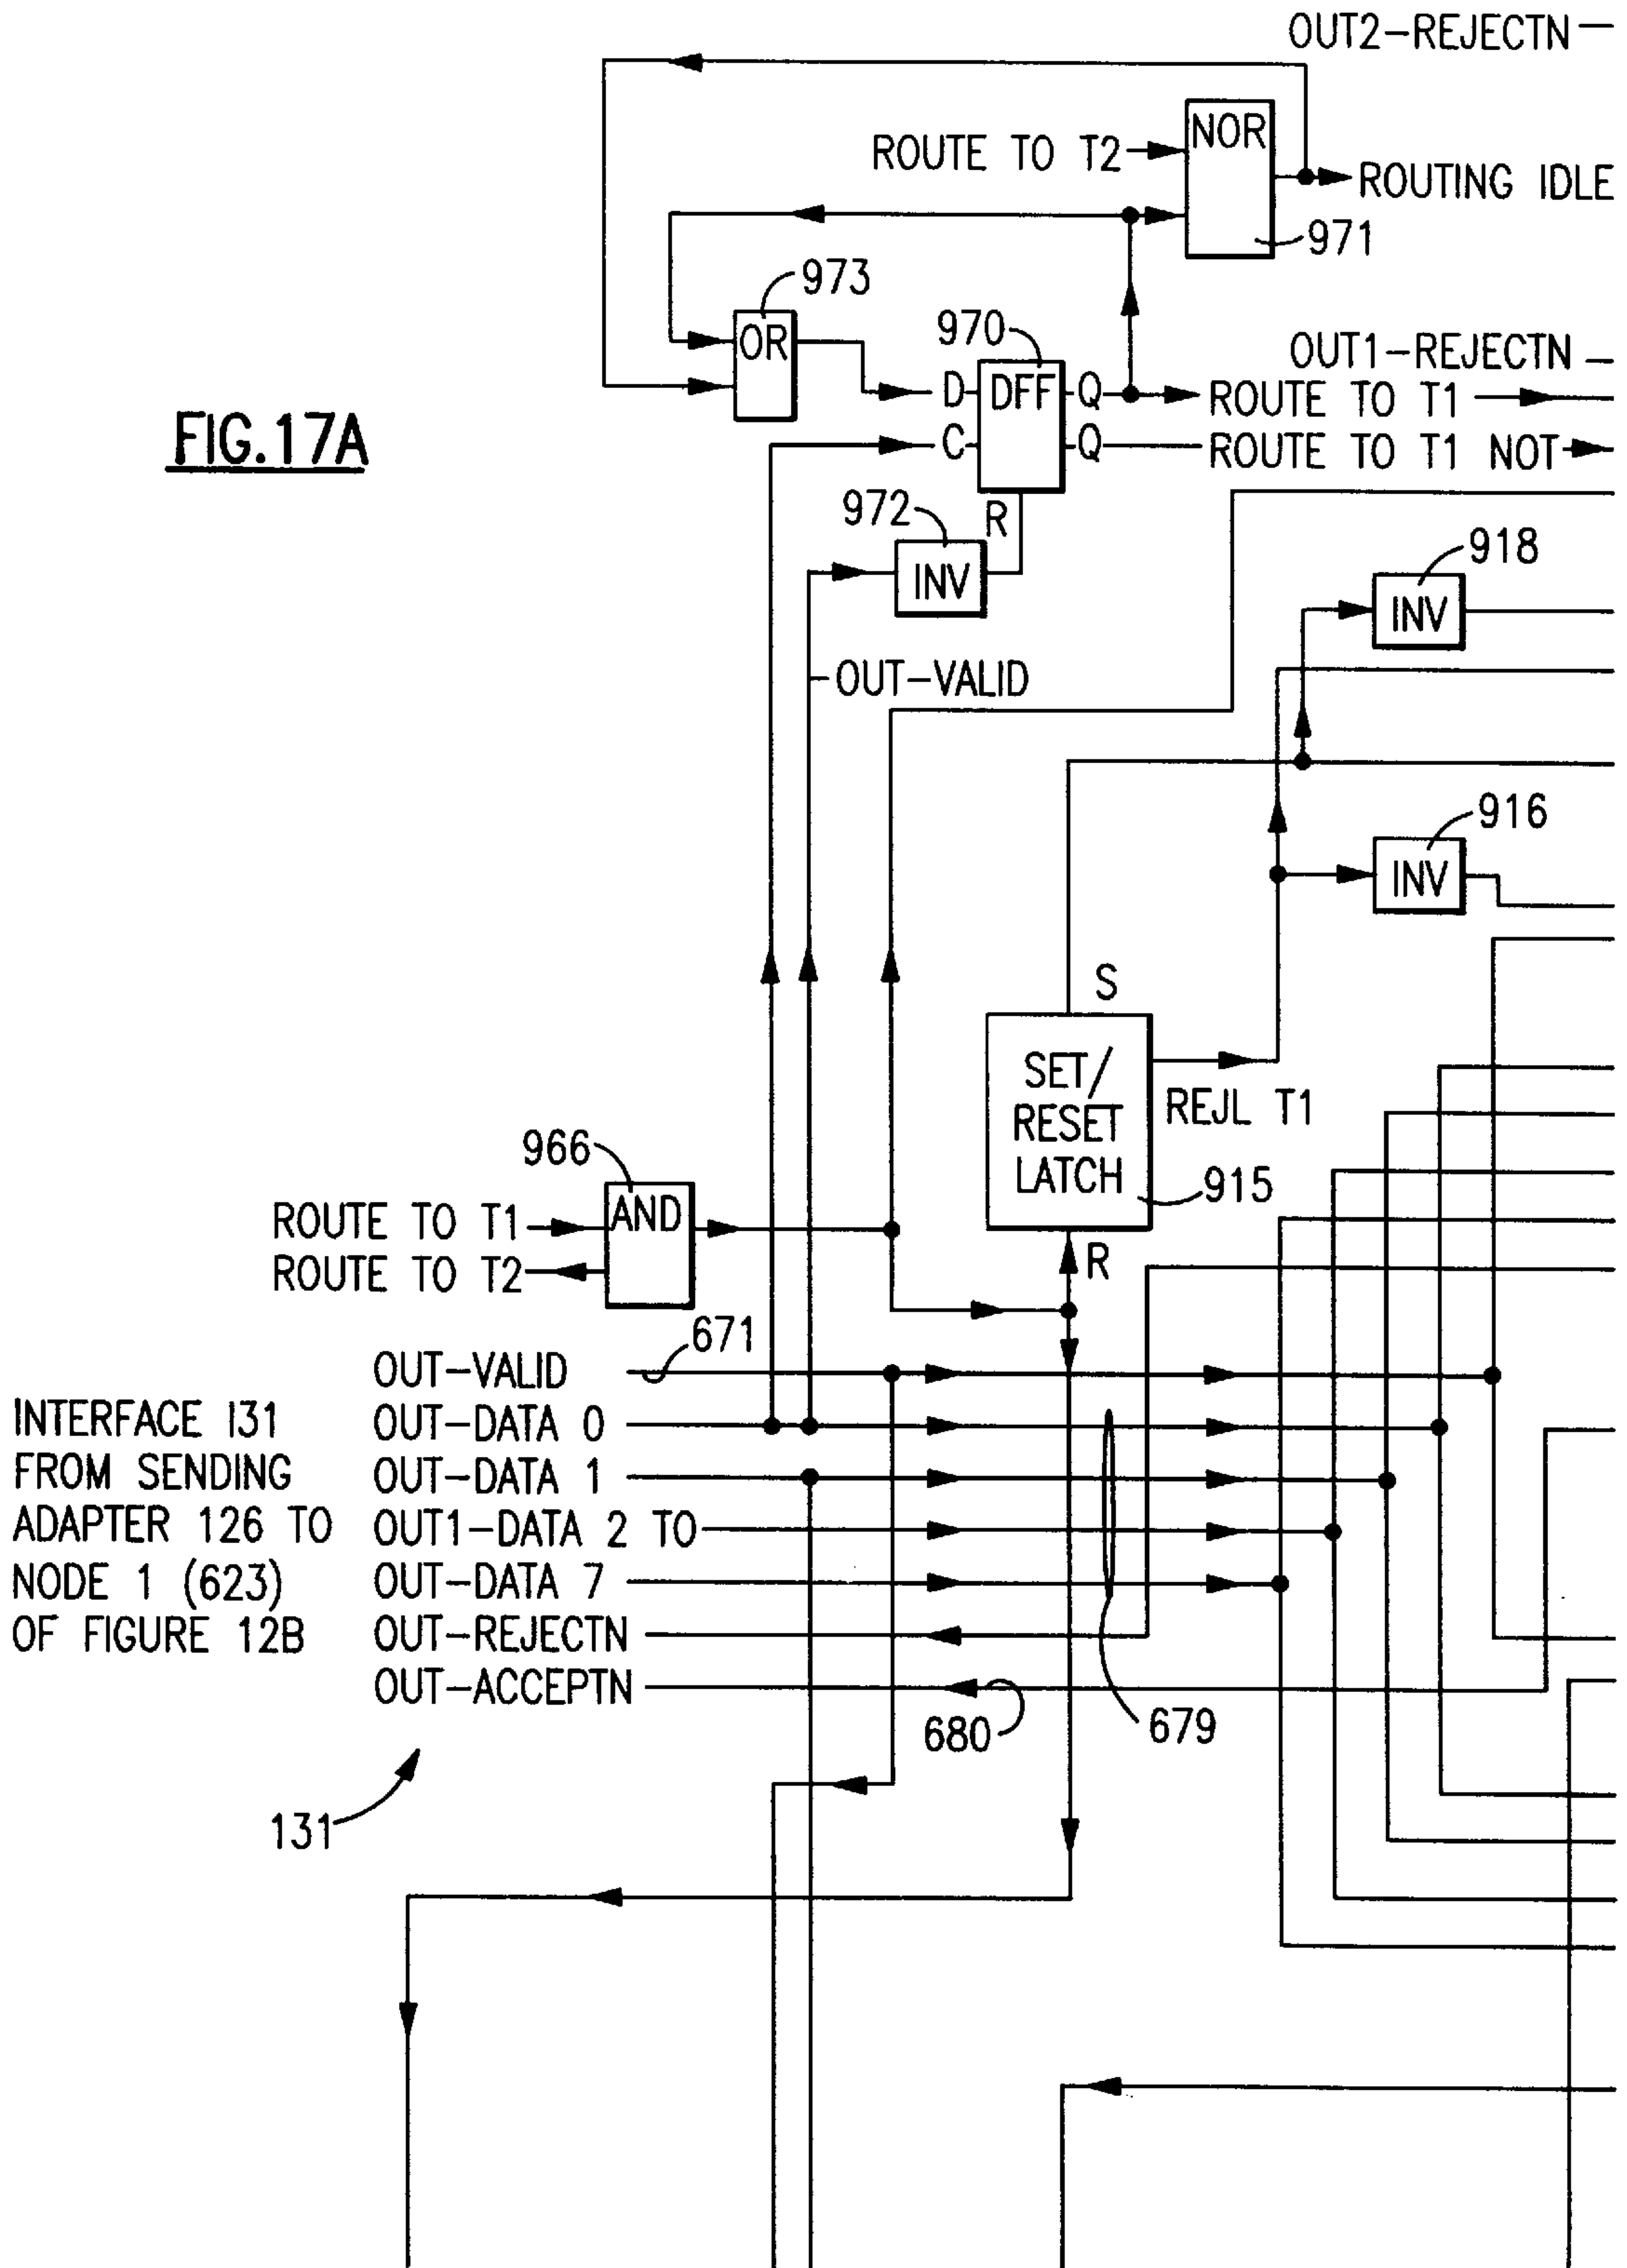 OUT2-REJECTN
NOR
ROUTE TO T2
ROUTING IDLE
971
973
OR
970
OUT1-REJECTN
D
DFF
Q
ROUTE TO T1
FIG.17A
C
Q
ROUTE TO T1 NOT
972
R
INV
918
INV
OUT-VALID
916
INV
S
SET/
RESET
LATCH
REJL T1
915
966
AND
ROUTE TO T1
ROUTE TO T2
R
671
OUT-VALID
OUT-DATA 0
OUT-DATA 1
OUT1-DATA 2 TO
OUT-DATA 7
OUT-REJECTN
OUT-ACCEPTN
INTERFACE I31
FROM SENDING
ADAPTER 126 TO
NODE 1 (623)
OF FIGURE 12B
680
679
131